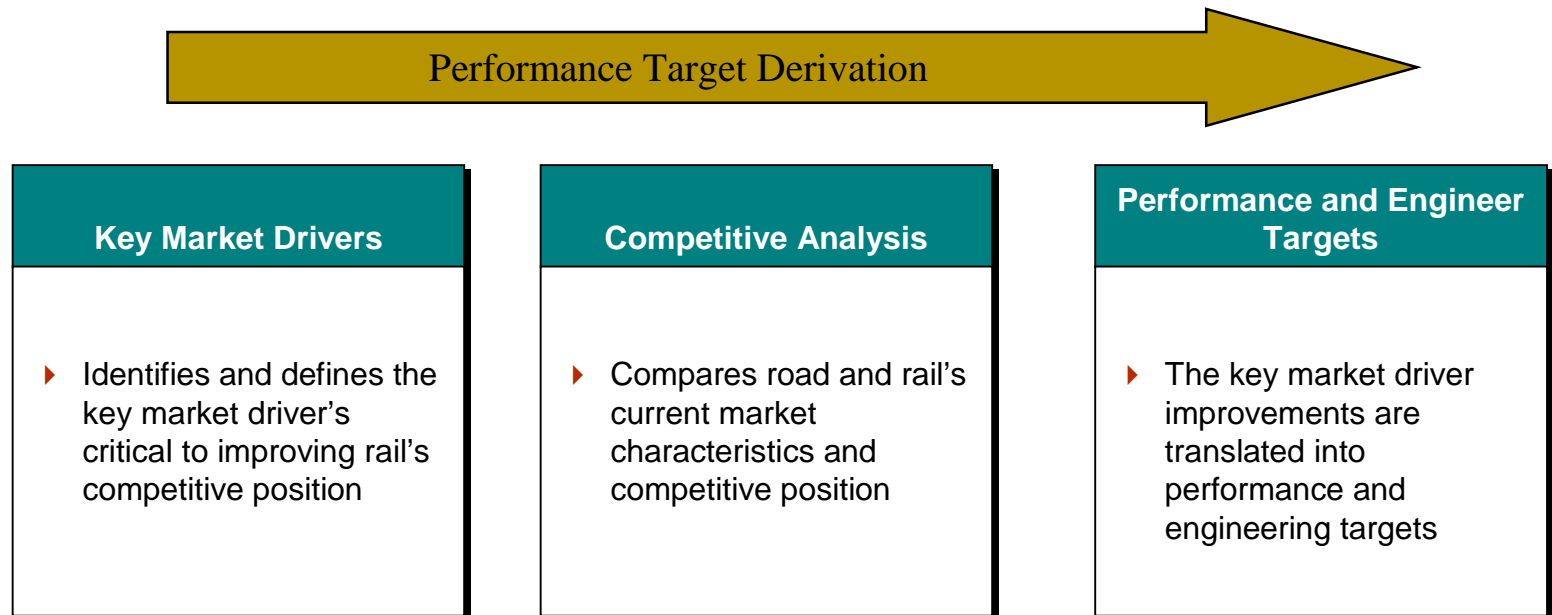 Performance Target Derivation
Key Market Drivers
Identifies and defines the
key market driver's
critical to improving rail's
competitive position
Competitive Analysis
Compares road and rail's
current market
characteristics and
competitive position
Performance and Engineer
Targets
The key market driver
improvements are
translated into
performance and
engineering targets